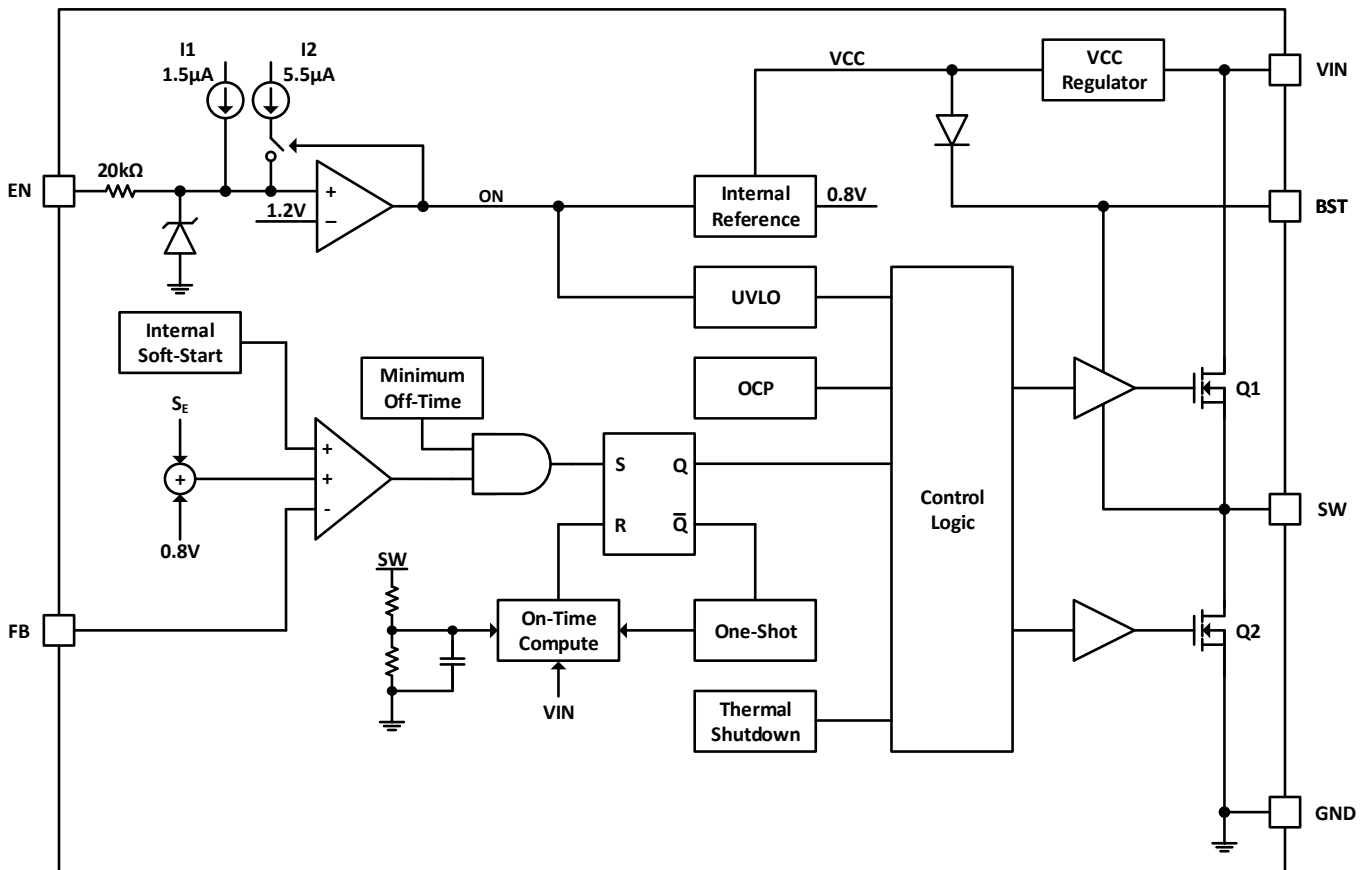 I1
1.5µA
I2
5.5µA
VCC
VCC
Regulator
VIN
EN
20kΩ
+
1.2V
−
ON
Internal
Reference
0.8V
BST
UVLO
Internal
Soft-Start
Minimum
Off-Time
OCP
Q1
SE
+
+
+
-
0.8V
S
Q
R
Q̅
Control
Logic
SW
SW
FB
On-Time
Compute
One-Shot
Q2
VIN
Thermal
Shutdown
GND